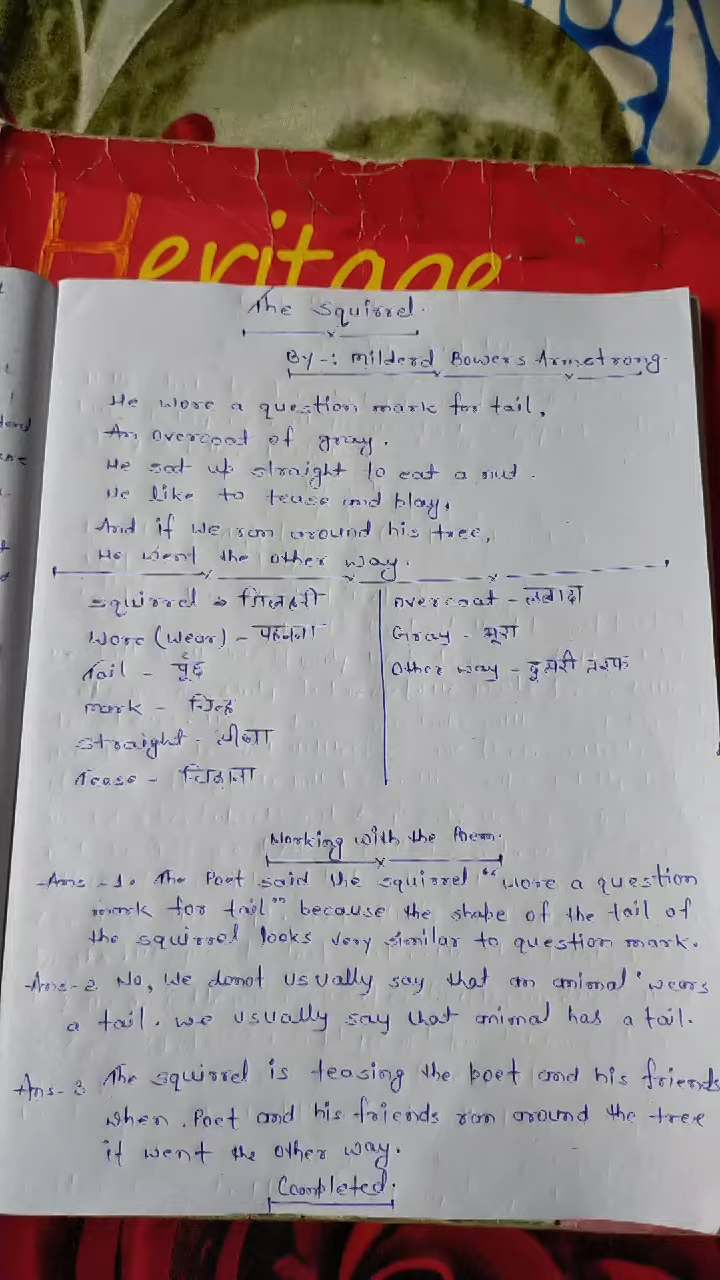 Heritage
The Squirrel.
By-: Milderd Bowers Armstrong.
He wore a question mark for tail,
An overcoat of gray.
He sat up straight to eat a nut.
He like to tease and play,
And if we ran around his tree,
He went the other way.
Squirrel → गिलहरी
Wore (wear) - पहनना
Tail - पूँछ
mark - चिन्ह
straight - सीधा
Tease - चिढ़ाना
Overcoat - लबादा
Gray - भूरा
Other way - दूसरी तरफ
Working with the Poem.
Ans-1. The Poet said the squirrel "wore a question
mark for tail", because the shape of the tail of
the squirrel looks very similar to question mark.
Ans-2 No, We donot usually say that an animal 'wears
a tail. We usually say that animal has a tail.
Ans-3 The squirrel is teasing the poet and his friends
when. Poet and his friends ran around the tree
it went the other way.
Completed.